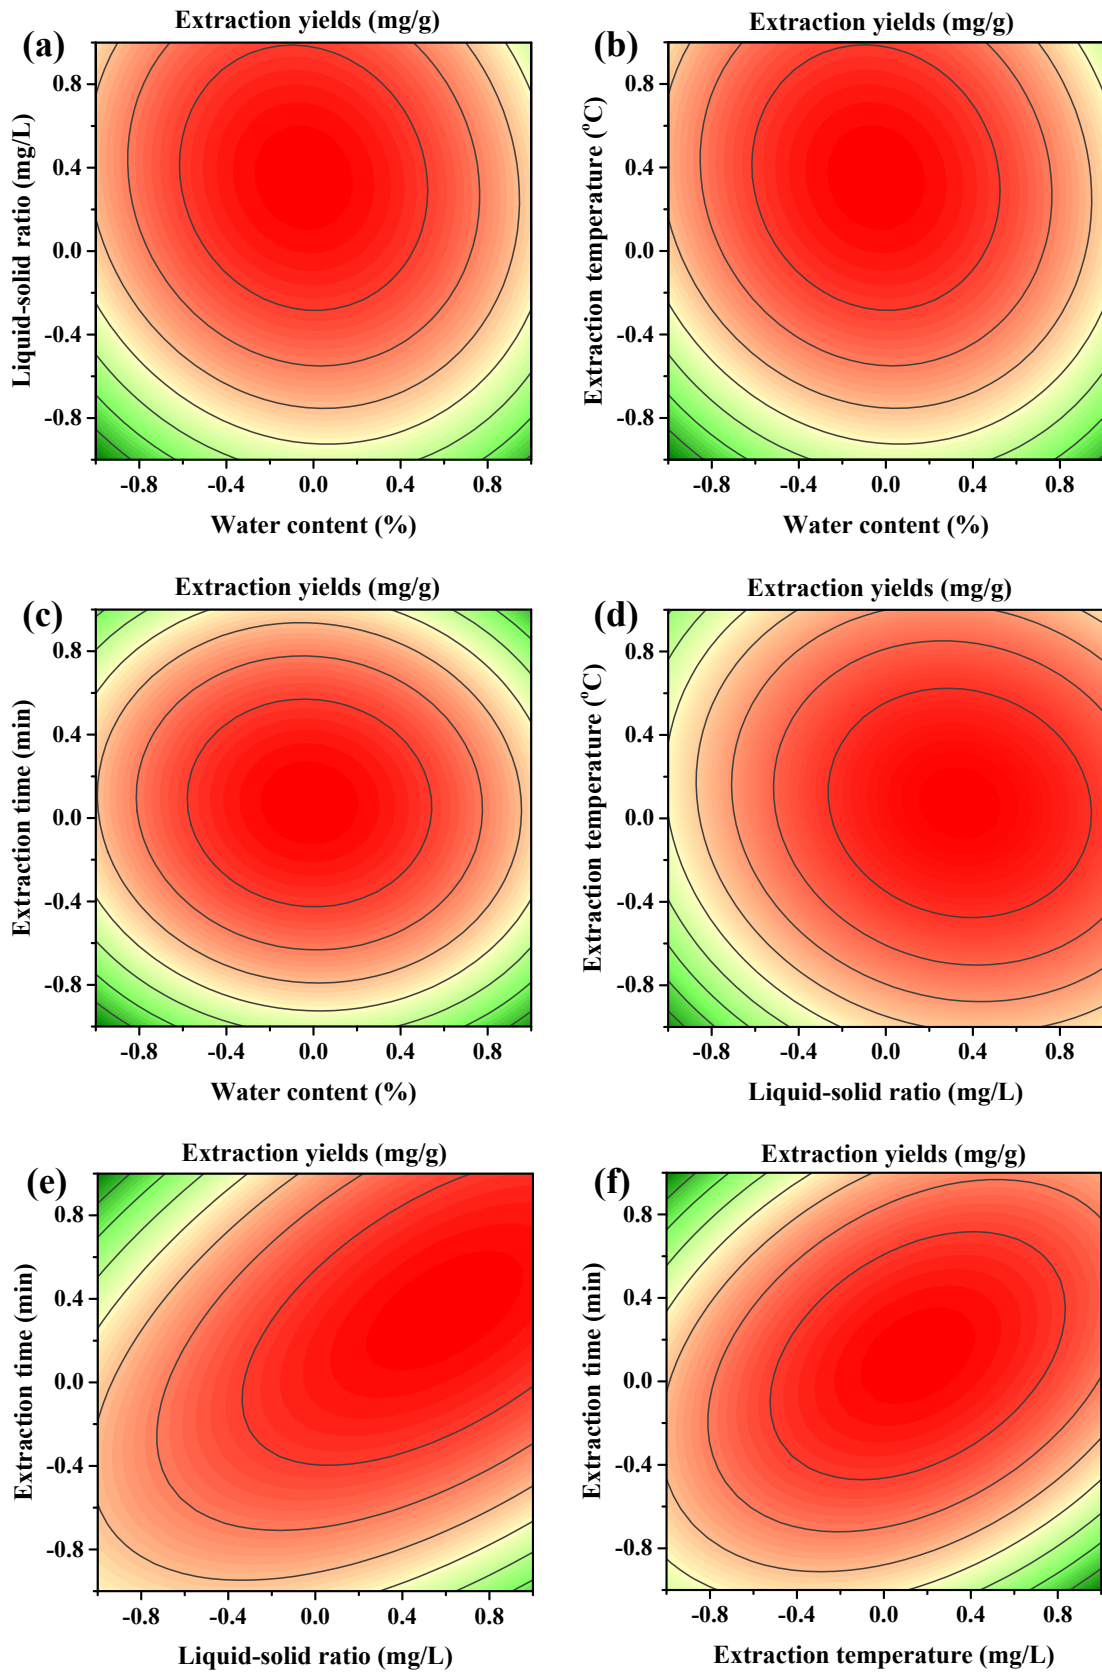 Extraction yields (mg/g)
(a)
Liquid-solid ratio (mg/L)
0.8
0.4
0.0
-0.4
-0.8
-0.8 -0.4 0.0 0.4 0.8
Water content (%)
Extraction yields (mg/g)
(b)
Extraction temperature (°C)
0.8
0.4
0.0
-0.4
-0.8
-0.8 -0.4 0.0 0.4 0.8
Water content (%)
Extraction yields (mg/g)
(c)
Extraction time (min)
0.8
0.4
0.0
-0.4
-0.8
-0.8 -0.4 0.0 0.4 0.8
Water content (%)
Extraction yields (mg/g)
(d)
Extraction temperature (°C)
0.8
0.4
0.0
-0.4
-0.8
-0.8 -0.4 0.0 0.4 0.8
Liquid-solid ratio (mg/L)
Extraction yields (mg/g)
(e)
Extraction time (min)
0.8
0.4
0.0
-0.4
-0.8
-0.8 -0.4 0.0 0.4 0.8
Liquid-solid ratio (mg/L)
Extraction yields (mg/g)
(f)
Extraction time (min)
0.8
0.4
0.0
-0.4
-0.8
-0.8 -0.4 0.0 0.4 0.8
Extraction temperature (mg/L)